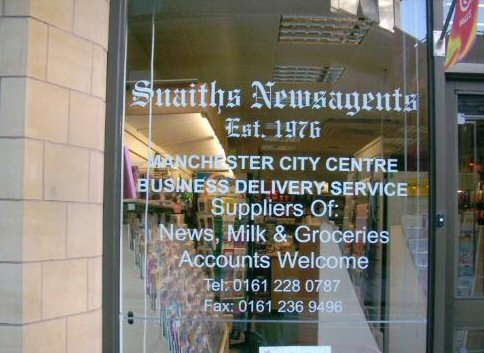 Snaiths Newsagents
Est. 1976
MANCHESTER CITY CENTRE
BUSINESS DELIVERY SERVICE
Suppliers Of:
News, Milk & Groceries
Accounts Welcome
Tel: 0161 228 0787
Fax: 0161 236 9496